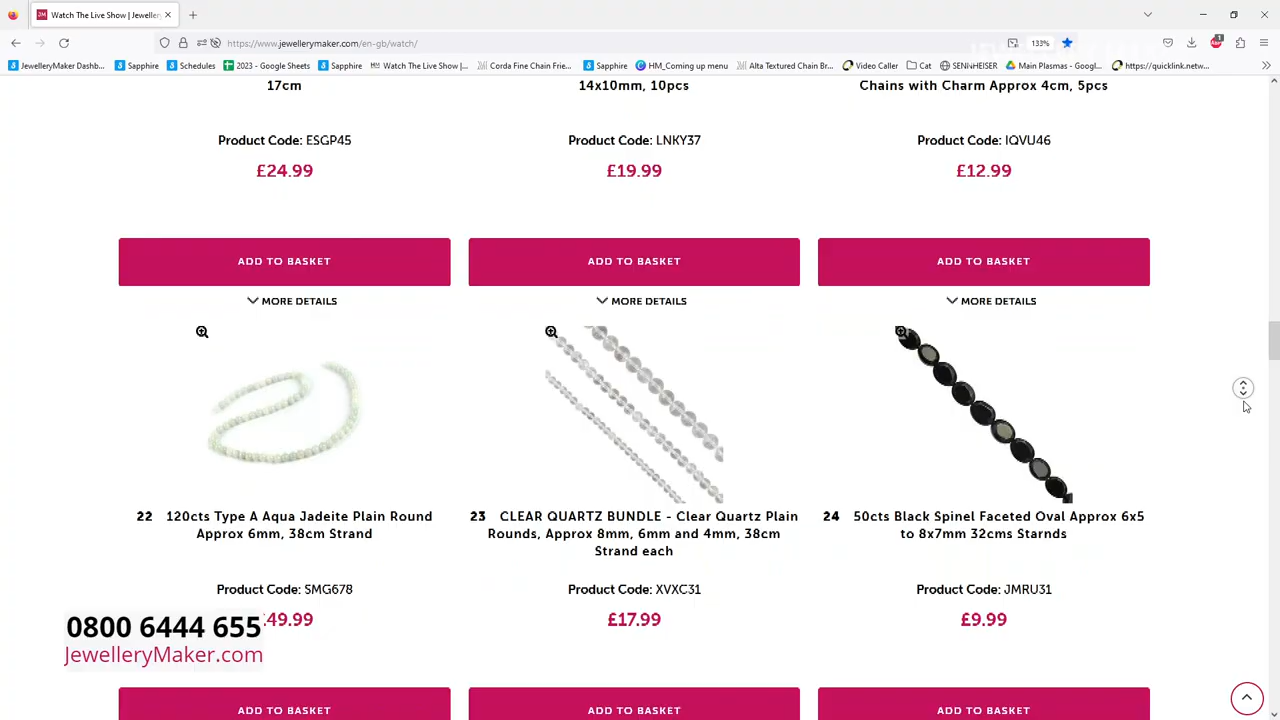 Watch The Live Show | Jeweller
https://www.jewellerymaker.com/en_gb/watch/
133%
JewelleryMaker Dashb...
Sapphire
Schedules
2023 - Google Sheets
Sapphire
Watch The Live Show |...
Corda Fine Chain Frie...
Sapphire
HM_Coming up menu
Alta Textured Chain Br...
Video Caller
Cat
SENNHEISER
Main Plasmas - Googl...
https://quicklink.netw...
17cm
14x10mm, 10pcs
Chains with Charm Approx 4cm, 5pcs
Product Code: ESGP45
Product Code: LNKY37
Product Code: IQVU46
£24.99
£19.99
£12.99
ADD TO BASKET
ADD TO BASKET
ADD TO BASKET
MORE DETAILS
MORE DETAILS
MORE DETAILS
22 120cts Type A Aqua Jadeite Plain Round
Approx 6mm, 38cm Strand
23 CLEAR QUARTZ BUNDLE - Clear Quartz Plain
Rounds, Approx 8mm, 6mm and 4mm, 38cm
Strand each
24 50cts Black Spinel Faceted Oval Approx 6x5
to 8x7mm 32cms Starnds
Product Code: SMG678
Product Code: XVXC31
Product Code: JMRU31
49.99
£17.99
£9.99
0800 6444 655
JewelleryMaker.com
ADD TO BASKET
ADD TO BASKET
ADD TO BASKET